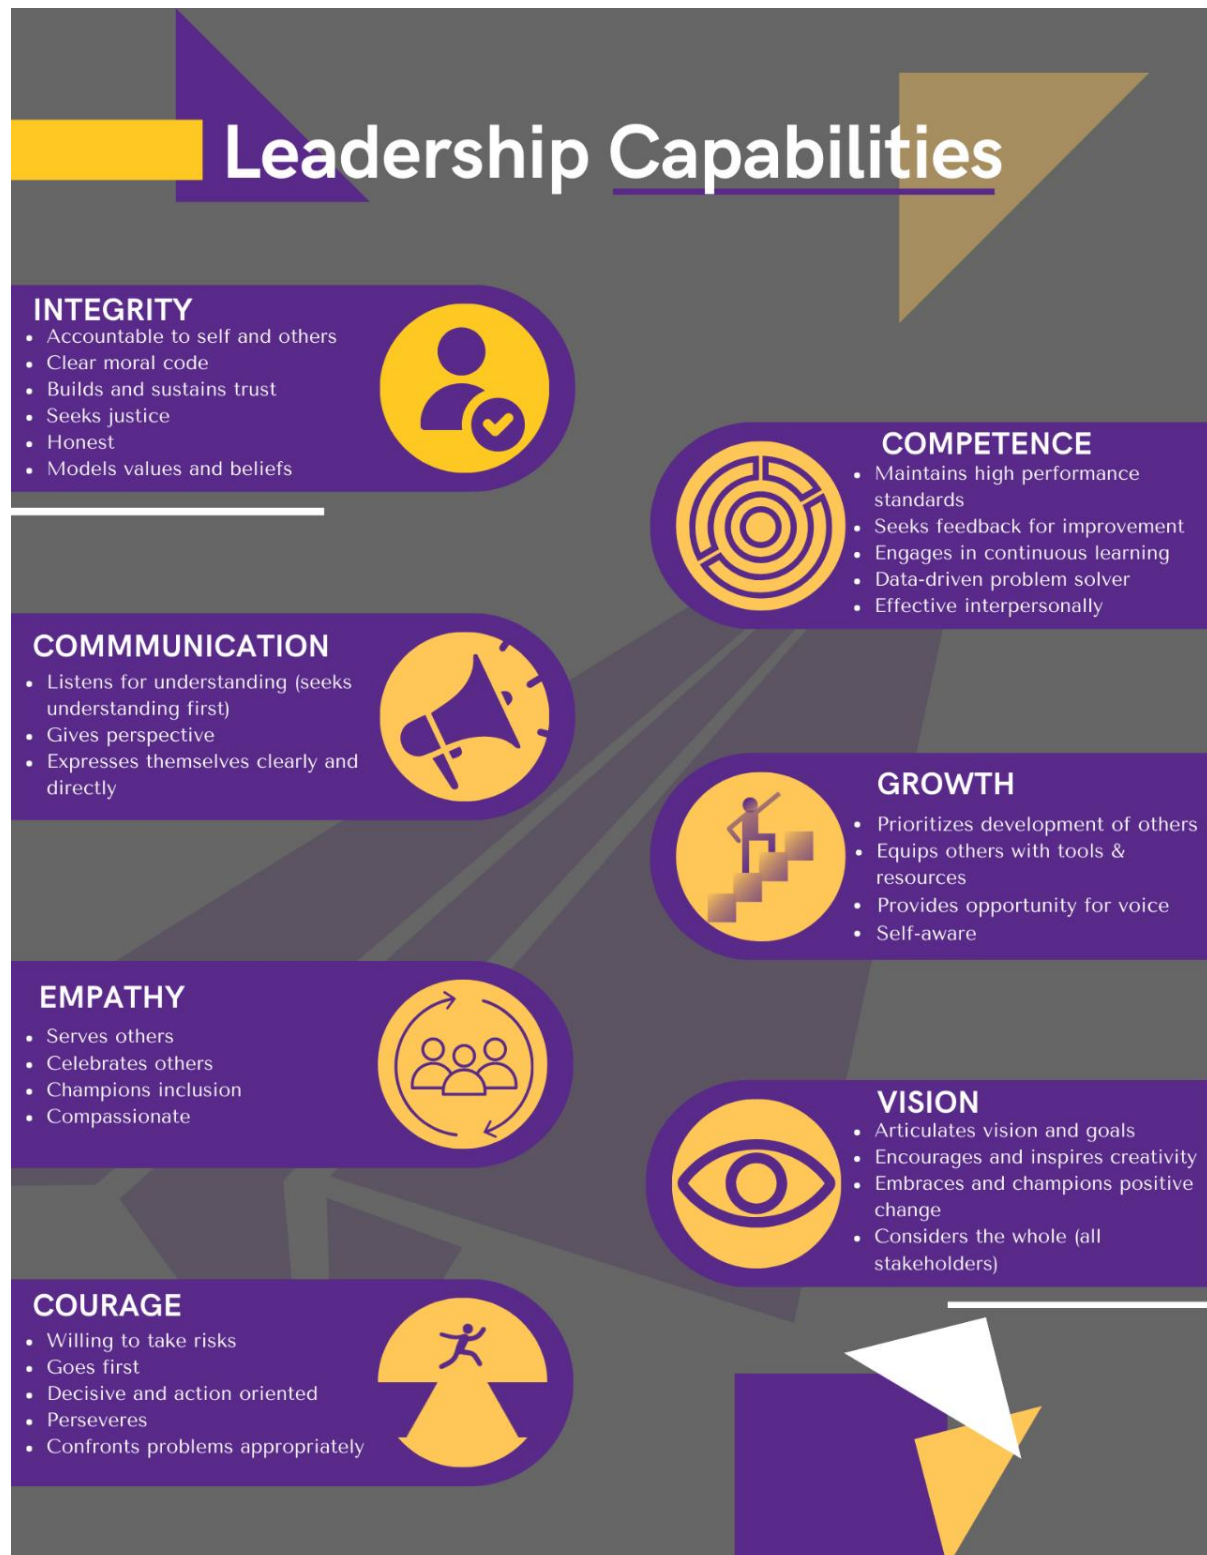 Leadership Capabilities
INTEGRITY
• Accountable to self and others
• Clear moral code
• Builds and sustains trust
• Seeks justice
• Honest
• Models values and beliefs
COMPETENCE
• Maintains high performance
standards
• Seeks feedback for improvement
• Engages in continuous learning
• Data-driven problem solver
• Effective interpersonally
COMMMUNICATION
• Listens for understanding (seeks
understanding first)
• Gives perspective
• Expresses themselves clearly and
directly
GROWTH
• Prioritizes development of others
• Equips others with tools &
resources
• Provides opportunity for voice
• Self-aware
EMPATHY
• Serves others
• Celebrates others
• Champions inclusion
• Compassionate
VISION
• Articulates vision and goals
• Encourages and inspires creativity
• Embraces and champions positive
change
• Considers the whole (all
stakeholders)
COURAGE
• Willing to take risks
• Goes first
• Decisive and action oriented
• Perseveres
• Confronts problems appropriately